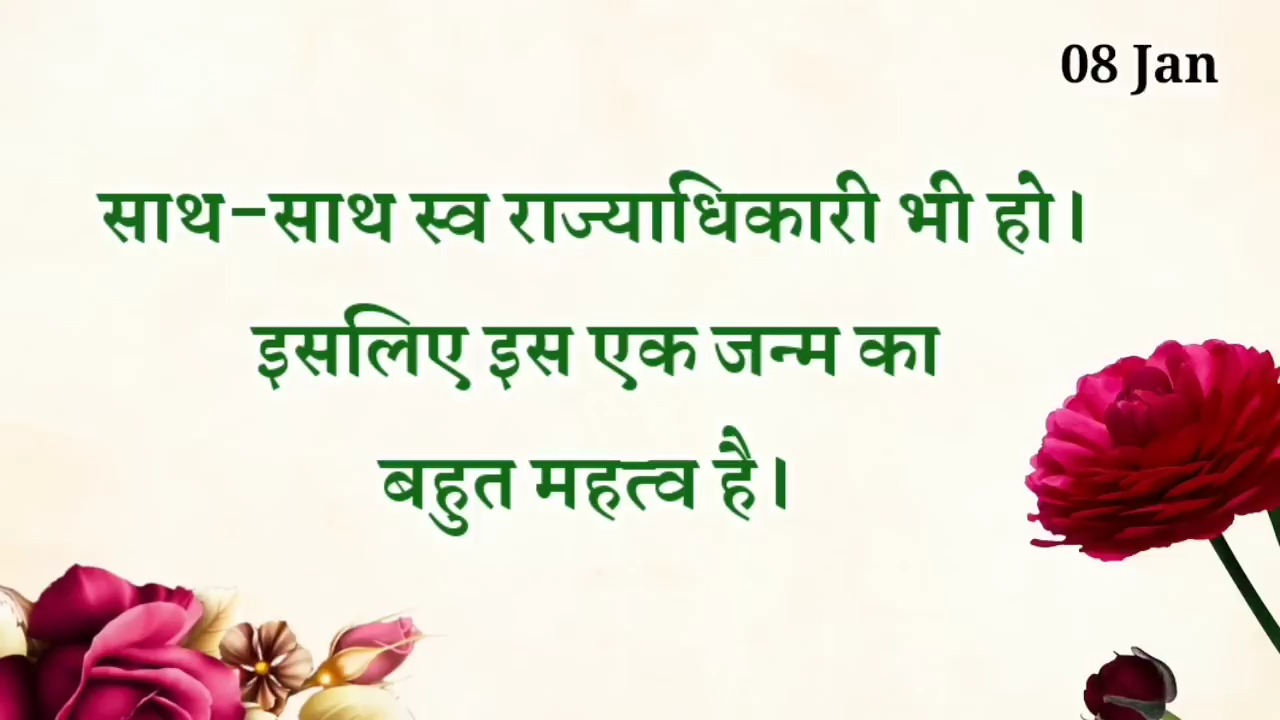 08 Jan
साथ-साथ स्व राज्याधिकारी भी हो।
इसलिए इस एक जन्म का
बहुत महत्व है।